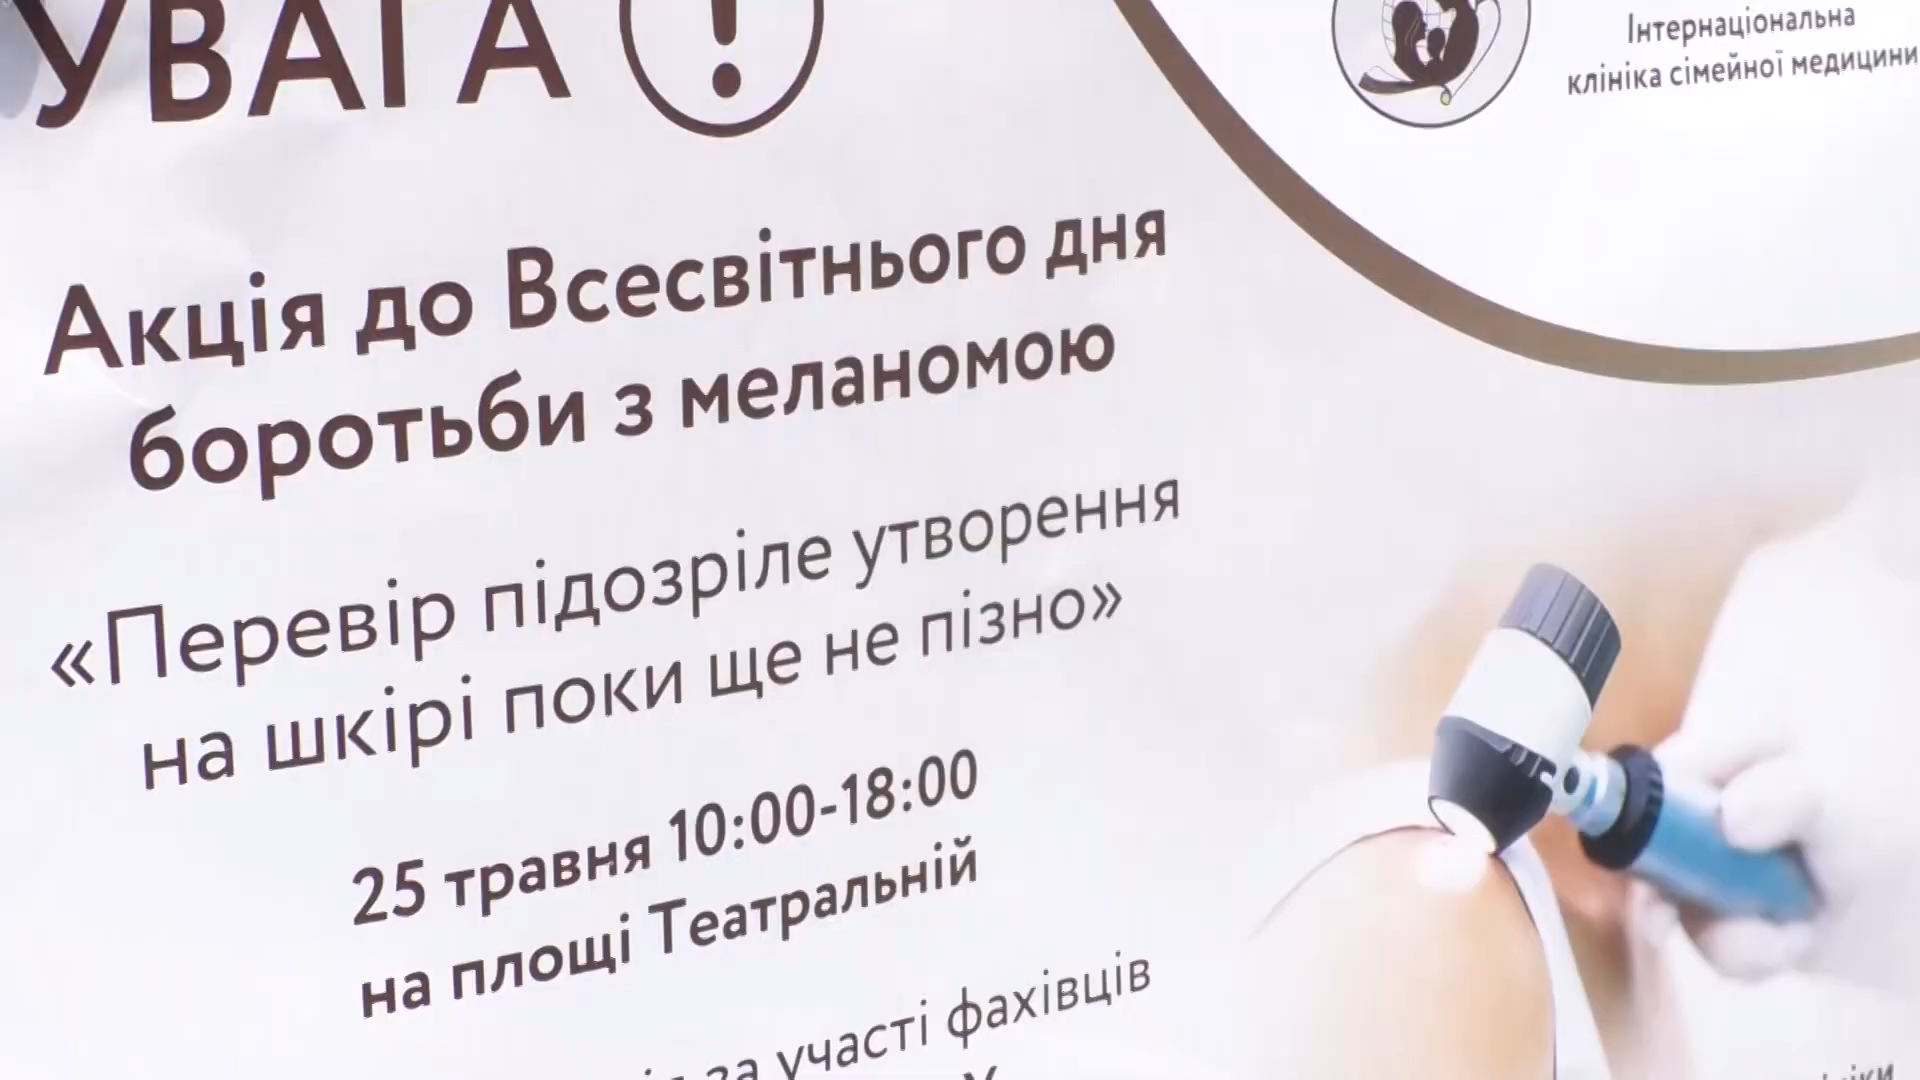 УВАГА !
Інтернаціональна
клініка сімейної медицини
Акція до Всесвітнього дня
боротьби з меланомою
«Перевір підозріле утворення
на шкірі поки ще не пізно»
25 травня 10:00-18:00
на площі Театральній
за участі фахівців